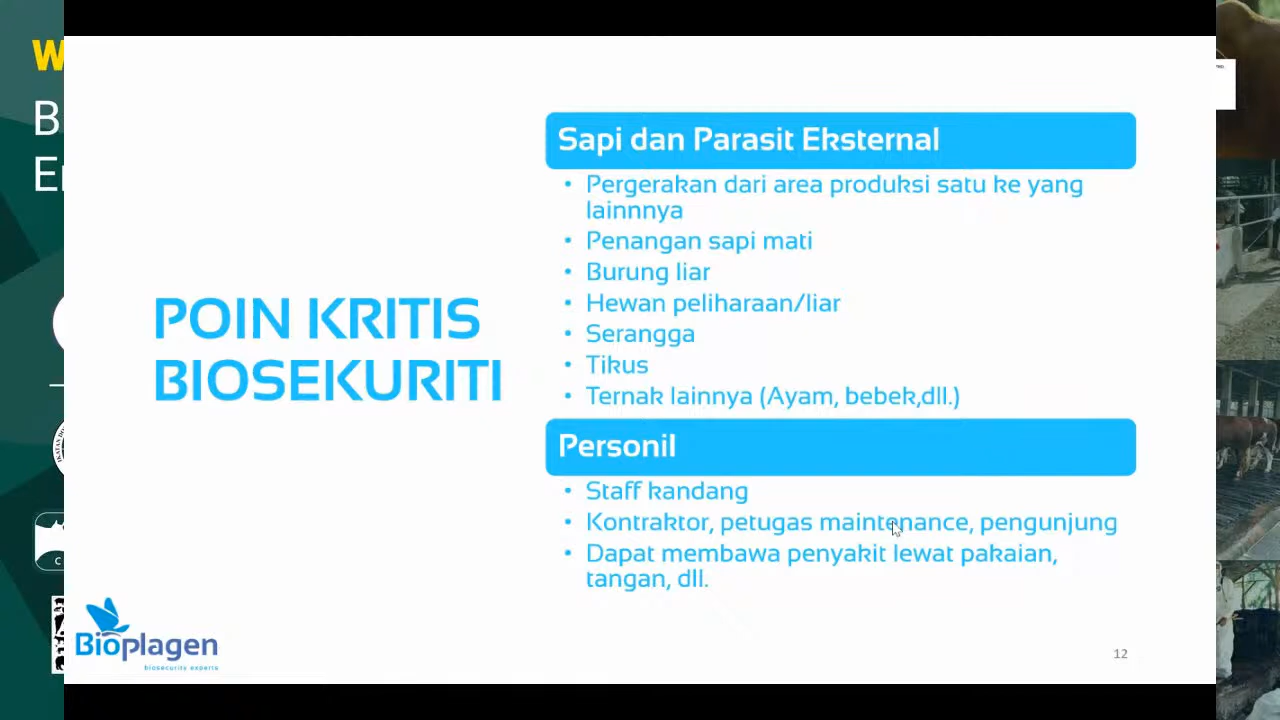 POIN KRITIS
BIOSEKURITI
Sapi dan Parasit Eksternal
• Pergerakan dari area produksi satu ke yang
lainnnya
• Penangan sapi mati
• Burung liar
• Hewan peliharaan/liar
• Serangga
• Tikus
• Ternak lainnya (Ayam, bebek,dll.)
Personil
• Staff kandang
• Kontraktor, petugas maintenance, pengunjung
• Dapat membawa penyakit lewat pakaian,
tangan, dll.
Bioplagen
biosecurity experts
12